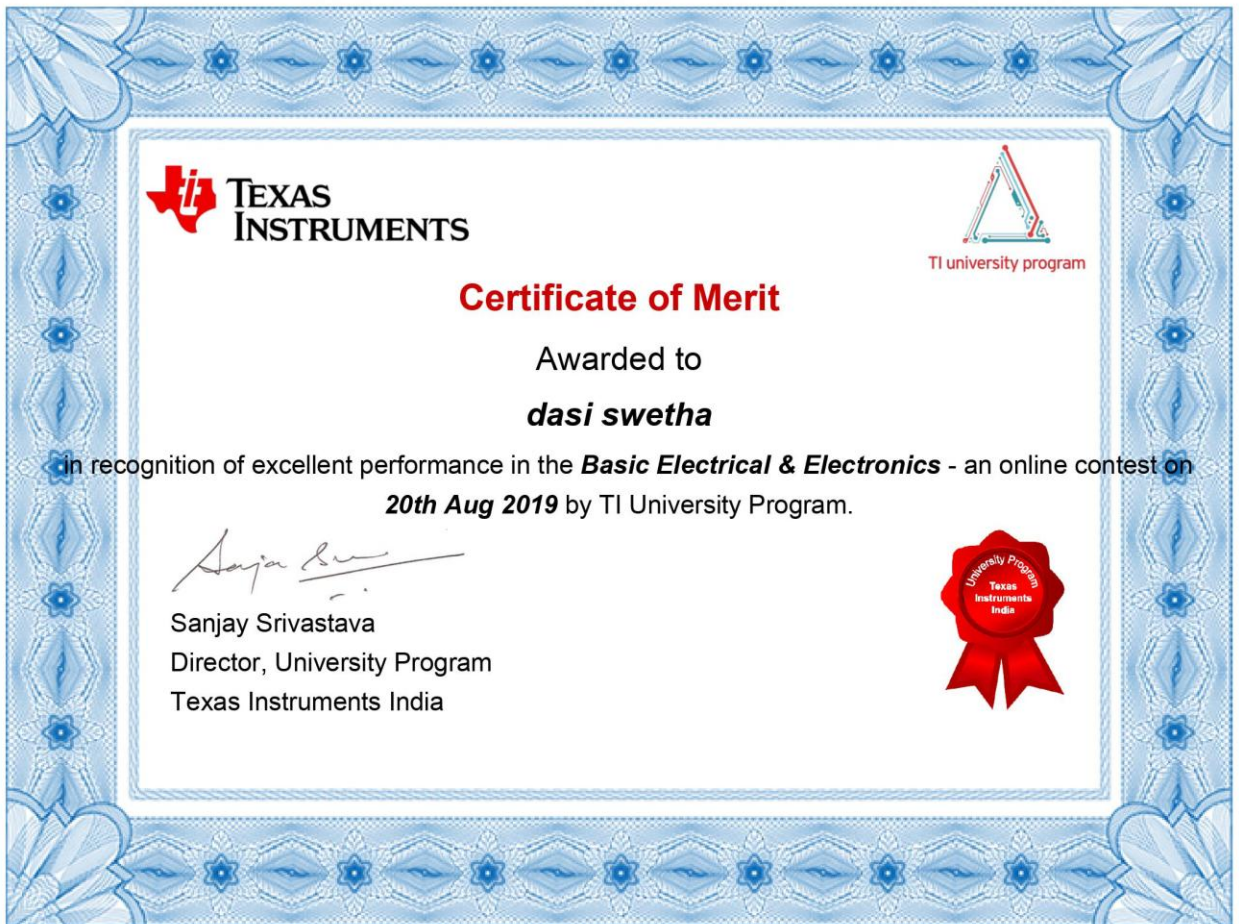 TEXAS
INSTRUMENTS
TI university program
Certificate of Merit
Awarded to
dasi swetha
in recognition of excellent performance in the Basic Electrical & Electronics - an online contest on
20th Aug 2019 by TI University Program.
Sanjay Srivastava
Director, University Program
Texas Instruments India
University Program
Texas
Instruments
India